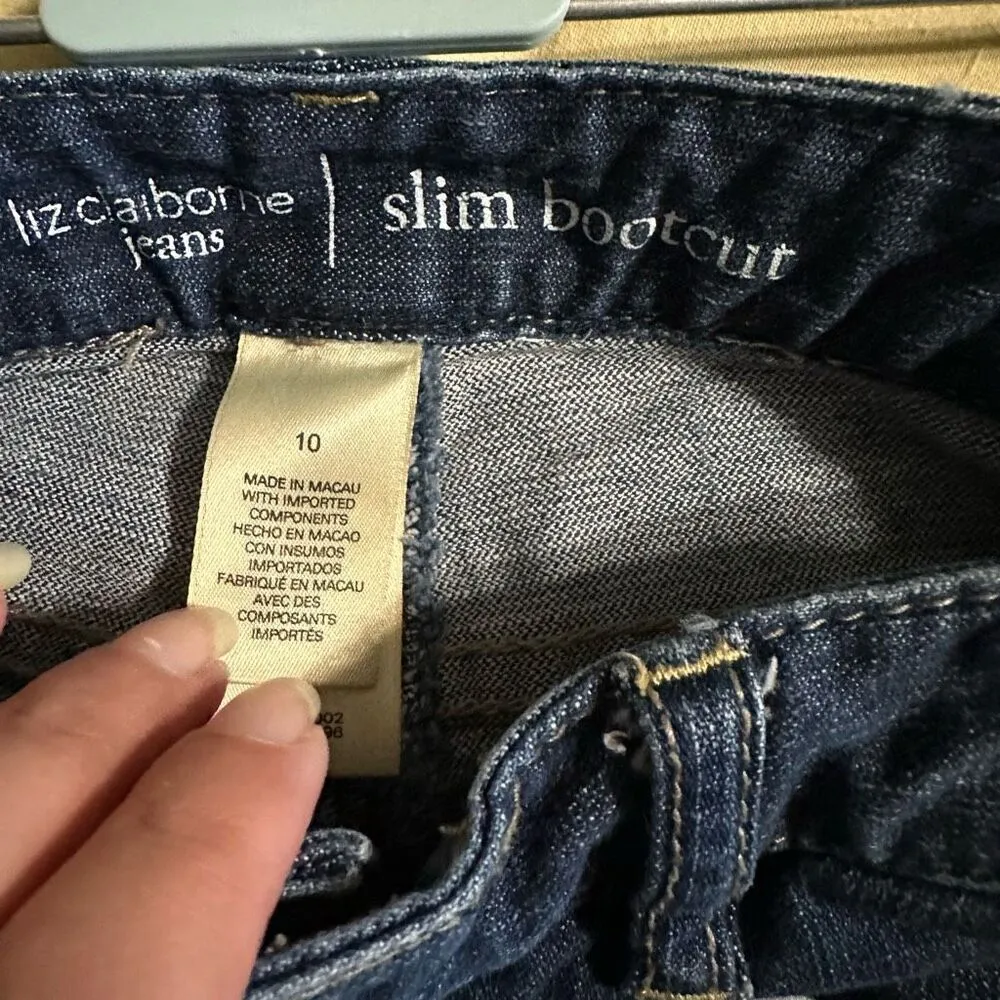 liz claiborne | slim bootcut
jeans
10
MADE IN MACAU
WITH IMPORTED
COMPONENTS
HECHO EN MACAO
CON INSUMOS
IMPORTADOS
FABRIQUÉ EN MACAU
AVEC DES
COMPOSANTS
IMPORTÉS